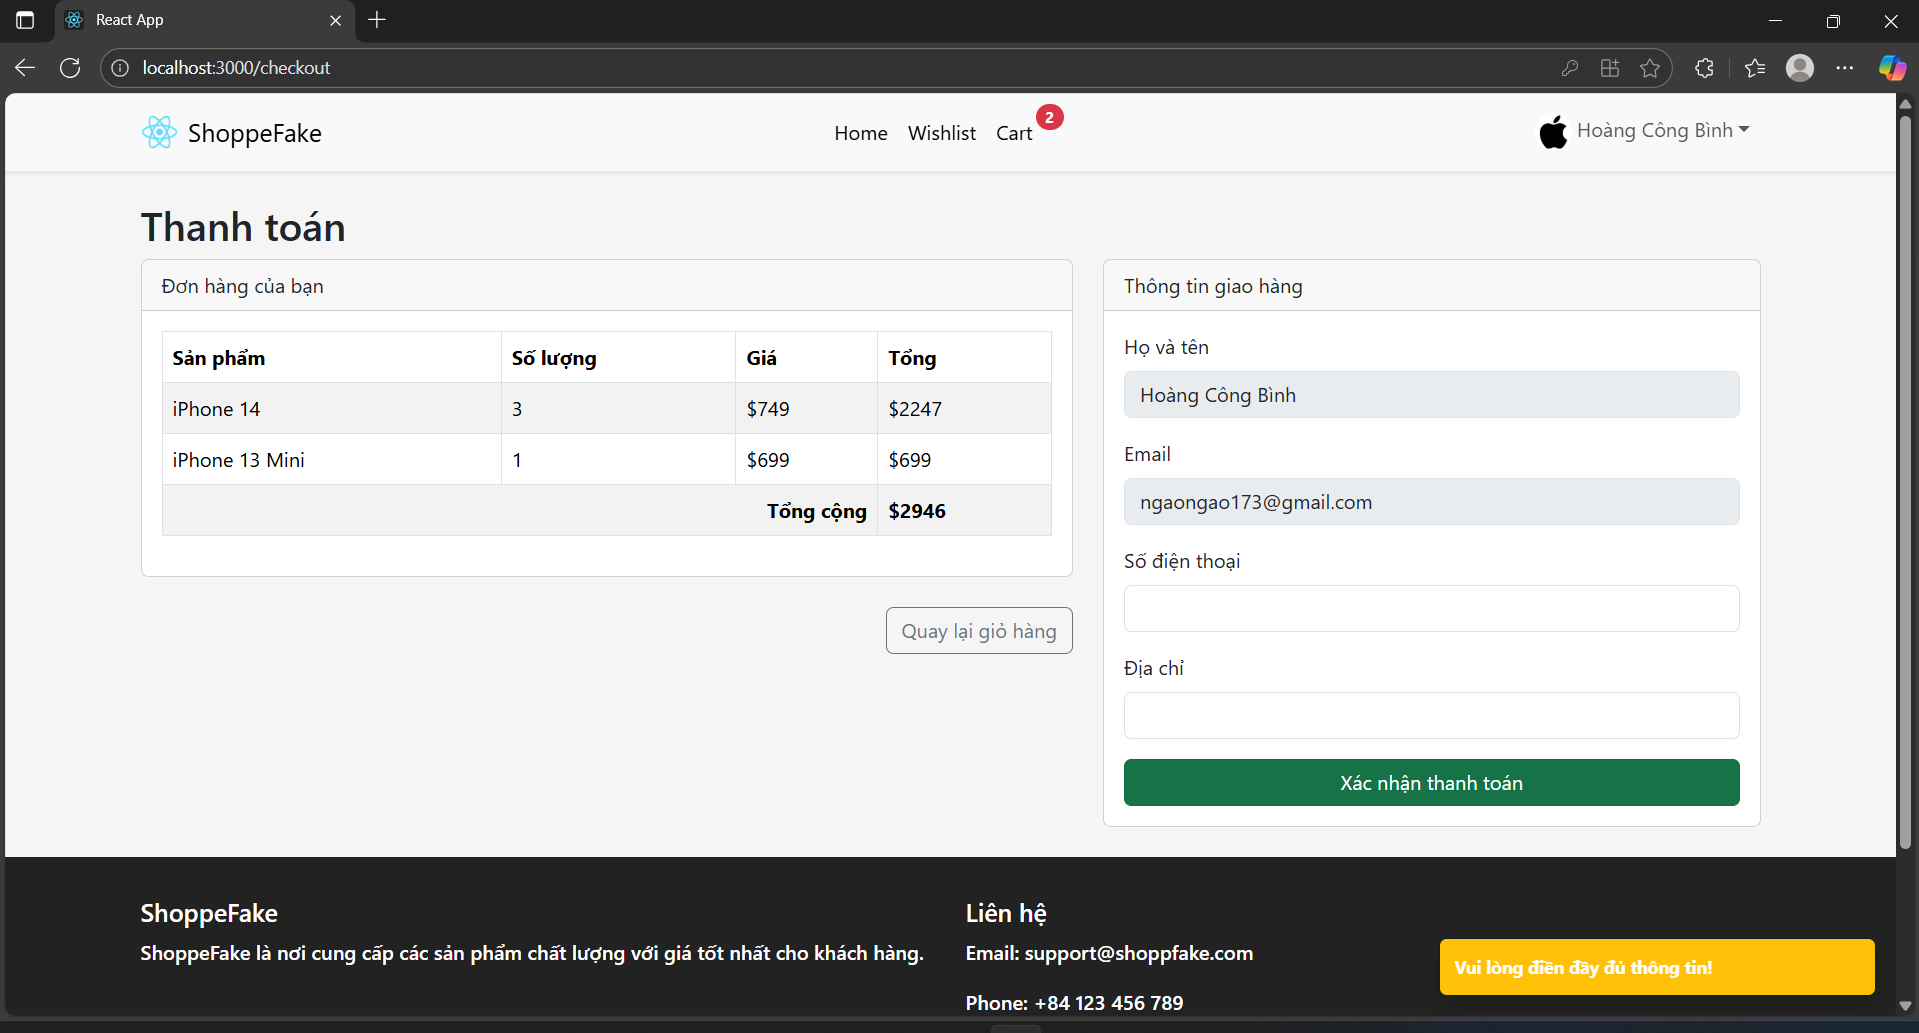 React App
localhost:3000/checkout
ShoppeFake
Home Wishlist Cart 2
Hoàng Công Bình
Thanh toán
Đơn hàng của bạn
Sản phẩm Số lượng Giá Tổng
iPhone 14 3 $749 $2247
iPhone 13 Mini 1 $699 $699
Tổng cộng $2946
Quay lại giỏ hàng
Thông tin giao hàng
Họ và tên
Hoàng Công Bình
Email
ngaongao173@gmail.com
Số điện thoại
Địa chỉ
Xác nhận thanh toán
ShoppeFake
ShoppeFake là nơi cung cấp các sản phẩm chất lượng với giá tốt nhất cho khách hàng.
Liên hệ
Email: support@shoppfake.com
Phone: +84 123 456 789
Vui lòng điền đầy đủ thông tin!